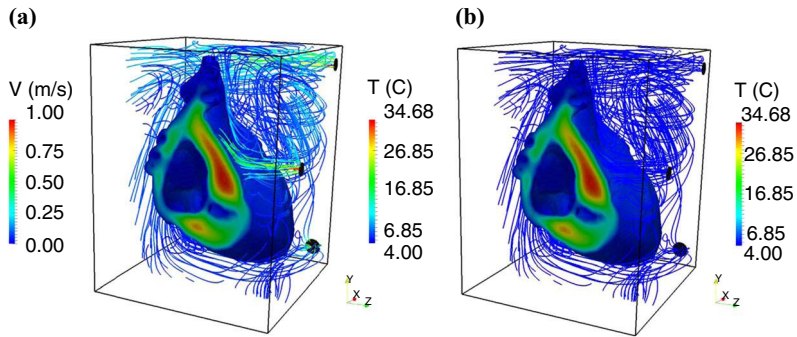 (a)
V (m/s)
1.00
0.75
0.50
0.25
0.00
T (C)
34.68
26.85
16.85
6.85
4.00
Y
X
Z
(b)
T (C)
34.68
26.85
16.85
6.85
4.00
Y
X
Z